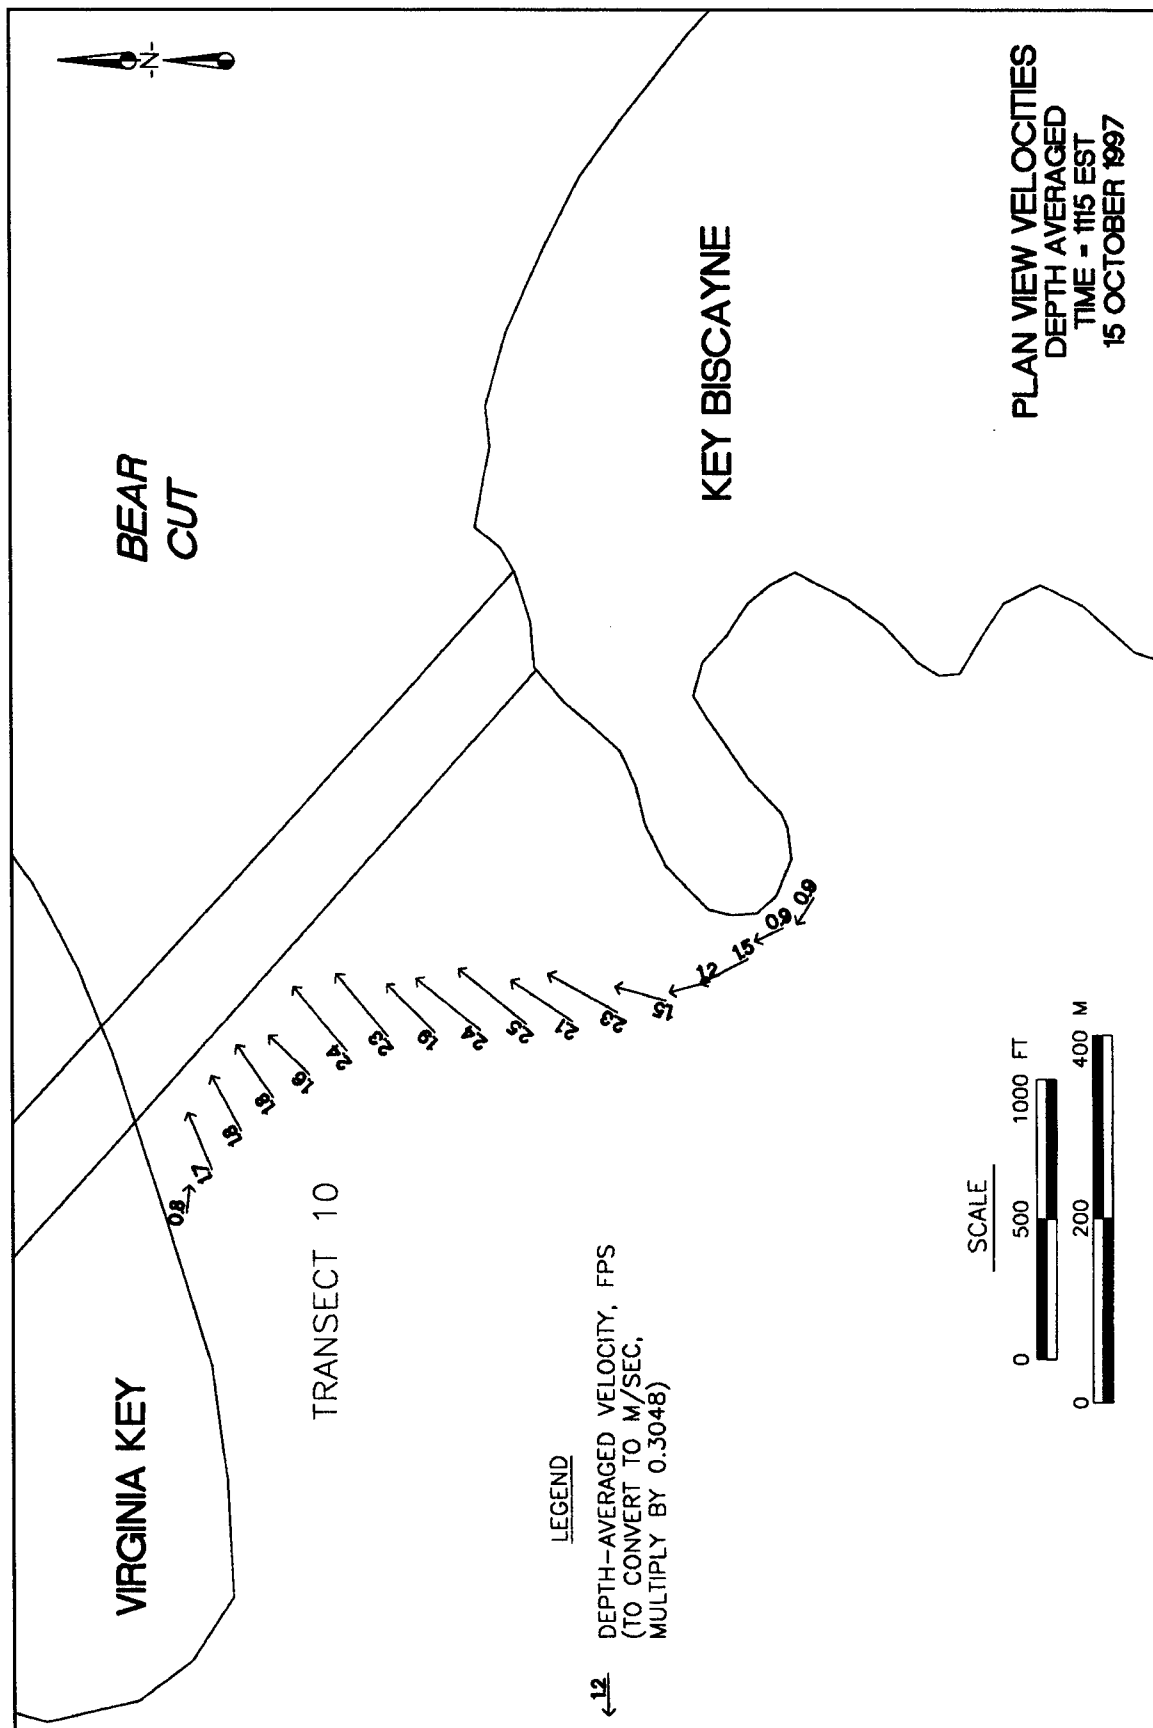 -N-
BEAR
CUT
VIRGINIA KEY
KEY BISCAYNE
TRANSECT 10
0.8
1.7
1.8
1.8
1.6
2.4
2.3
1.9
2.4
2.5
2.1
2.3
1.5
1.2
1.5
0.9
0.9
LEGEND
1.2 DEPTH-AVERAGED VELOCITY, FPS
(TO CONVERT TO M/SEC,
MULTIPLY BY 0.3048)
SCALE
0 500 1000 FT
0 200 400 M
PLAN VIEW VELOCITIES
DEPTH AVERAGED
TIME = 1115 EST
15 OCTOBER 1997